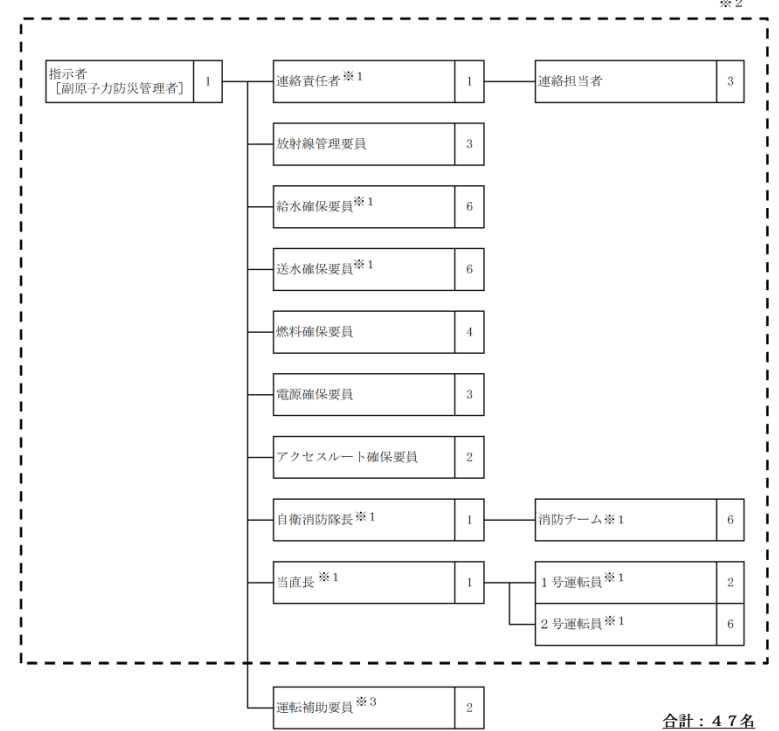 ※２
指示者
［副原子力防災管理者］ 1
連絡責任者※１ 1
連絡担当者 3
放射線管理要員 3
給水確保要員※１ 6
送水確保要員※１ 6
燃料確保要員 4
電源確保要員 3
アクセスルート確保要員 2
自衛消防隊長※１ 1
消防チーム※１ 6
当直長※１ 1
１号運転員※１ 2
２号運転員※１ 6
運転補助要員※３ 2
合計：４７名